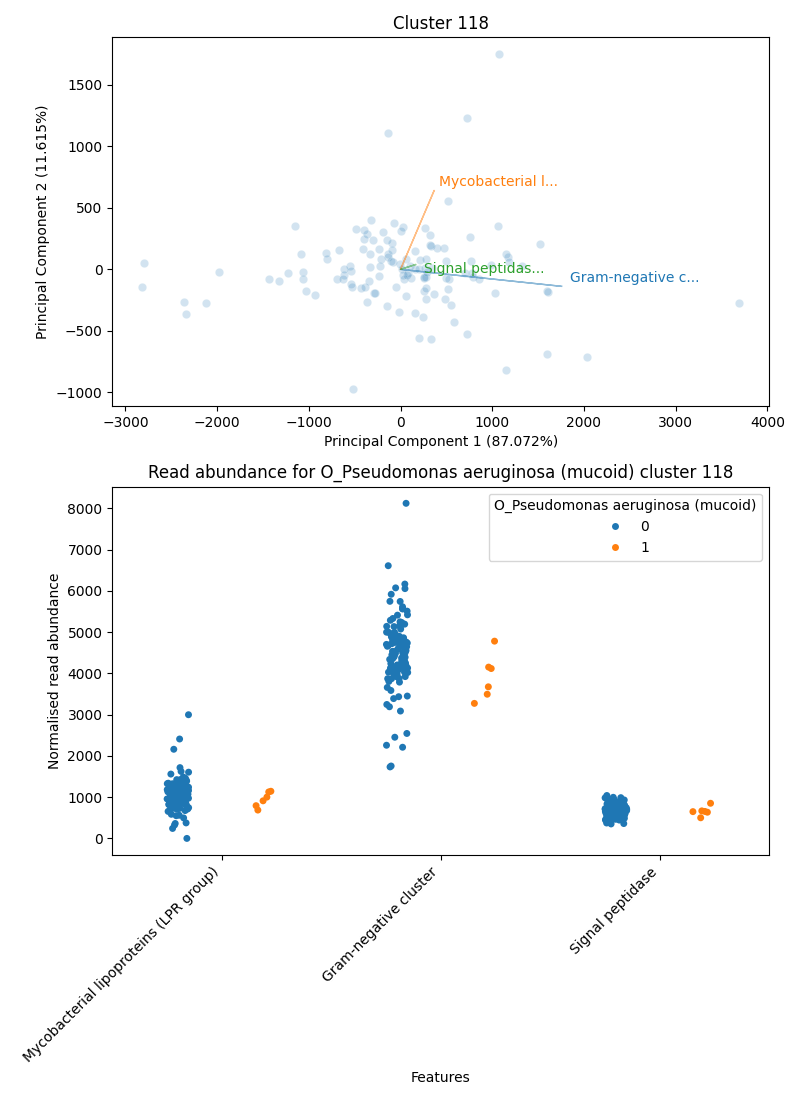 Cluster 118
Principal Component 2 (11.615%)
1500
1000
500
0
−500
−1000
Mycobacterial l...
Signal peptidas...
Gram-negative c...
−3000 −2000 −1000 0 1000 2000 3000 4000
Principal Component 1 (87.072%)
Read abundance for O_Pseudomonas aeruginosa (mucoid) cluster 118
Normalised read abundance
8000
7000
6000
5000
4000
3000
2000
1000
0
O_Pseudomonas aeruginosa (mucoid)
0
1
Mycobacterial lipoproteins (LPR group)
Gram-negative cluster
Signal peptidase
Features